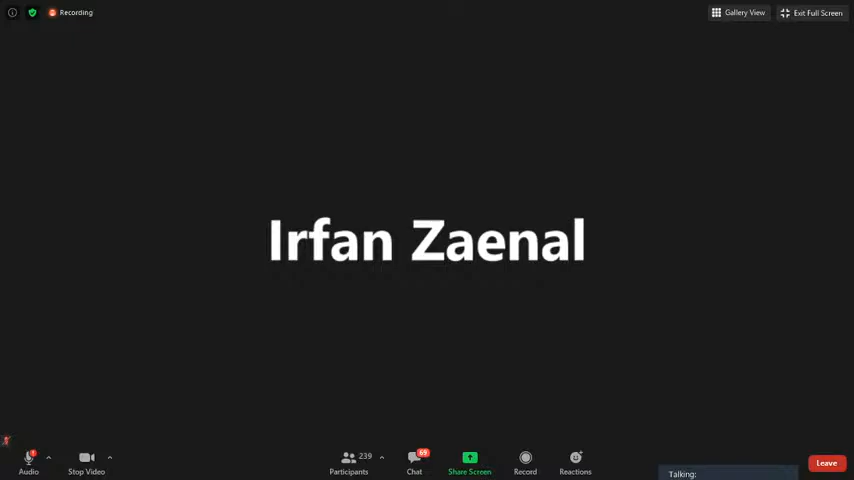 Recording
Gallery View
Exit Full Screen
Irfan Zaenal
239
69
Audio
Stop Video
Participants
Chat
Share Screen
Record
Reactions
Talking:
Leave